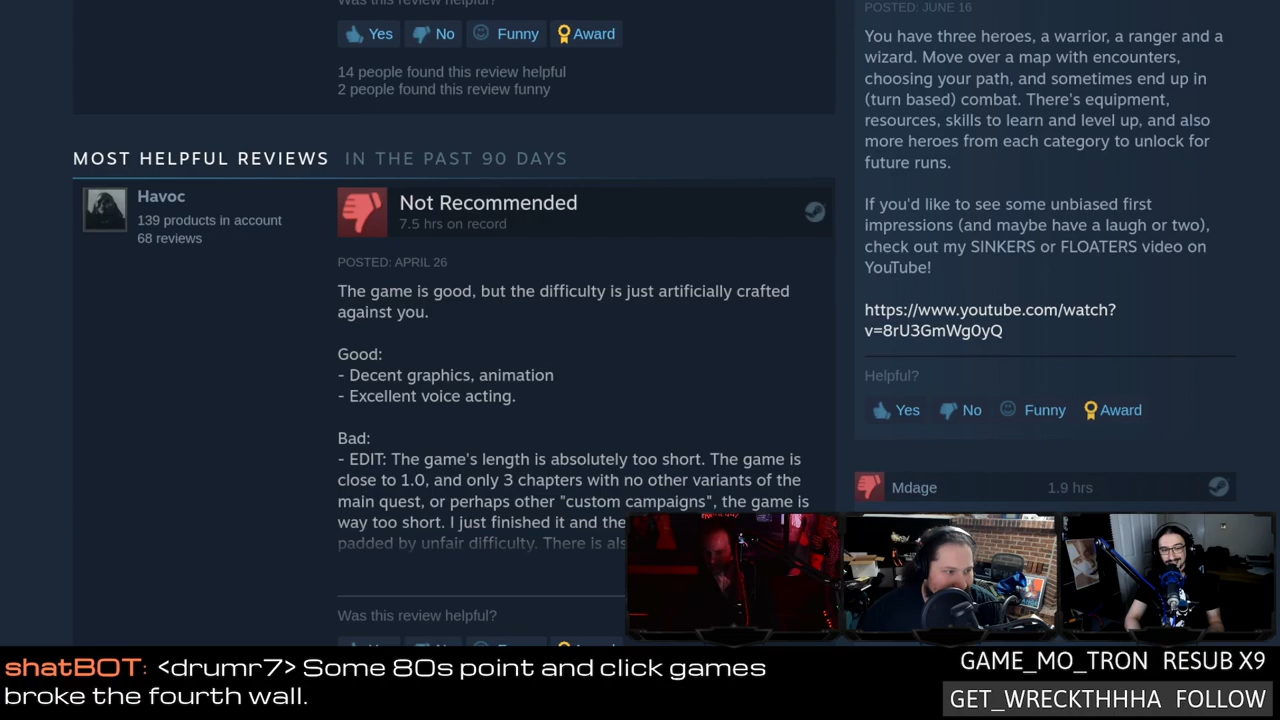 Was this review helpful?
Yes
No
Funny
Award
14 people found this review helpful
2 people found this review funny
MOST HELPFUL REVIEWS IN THE PAST 90 DAYS
Havoc
139 products in account
68 reviews
Not Recommended
7.5 hrs on record
POSTED: APRIL 26
The game is good, but the difficulty is just artificially crafted
against you.
Good:
- Decent graphics, animation
- Excellent voice acting.
Bad:
- EDIT: The game's length is absolutely too short. The game is
close to 1.0, and only 3 chapters with no other variants of the
main quest, or perhaps other "custom campaigns", the game is
way too short. I just finished it and the
padded by unfair difficulty. There is als
Was this review helpful?
POSTED: JUNE 16
You have three heroes, a warrior, a ranger and a
wizard. Move over a map with encounters,
choosing your path, and sometimes end up in
(turn based) combat. There's equipment,
resources, skills to learn and level up, and also
more heroes from each category to unlock for
future runs.
If you'd like to see some unbiased first
impressions (and maybe have a laugh or two),
check out my SINKERS or FLOATERS video on
YouTube!
https://www.youtube.com/watch?
v=8rU3GmWg0yQ
Helpful?
Yes
No
Funny
Award
Mdage
1.9 hrs
shatBOT: <drumr7> Some 80s point and click games
broke the fourth wall.
GAME_MO_TRON RESUB X9
GET_WRECKTHHHA FOLLOW